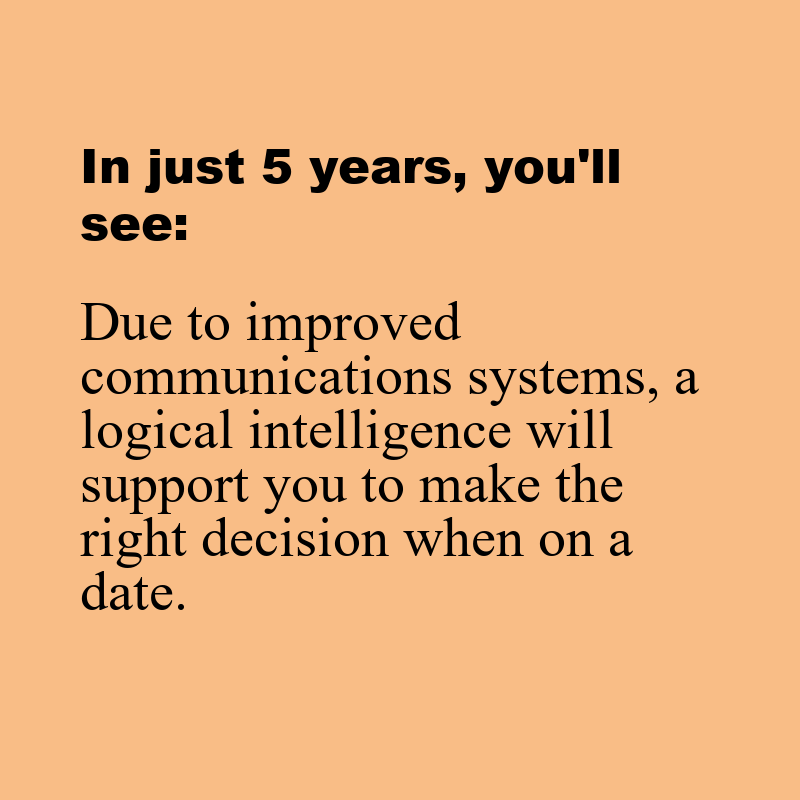 In just 5 years, you'll
see:
Due to improved
communications systems, a
logical intelligence will
support you to make the
right decision when on a
date.